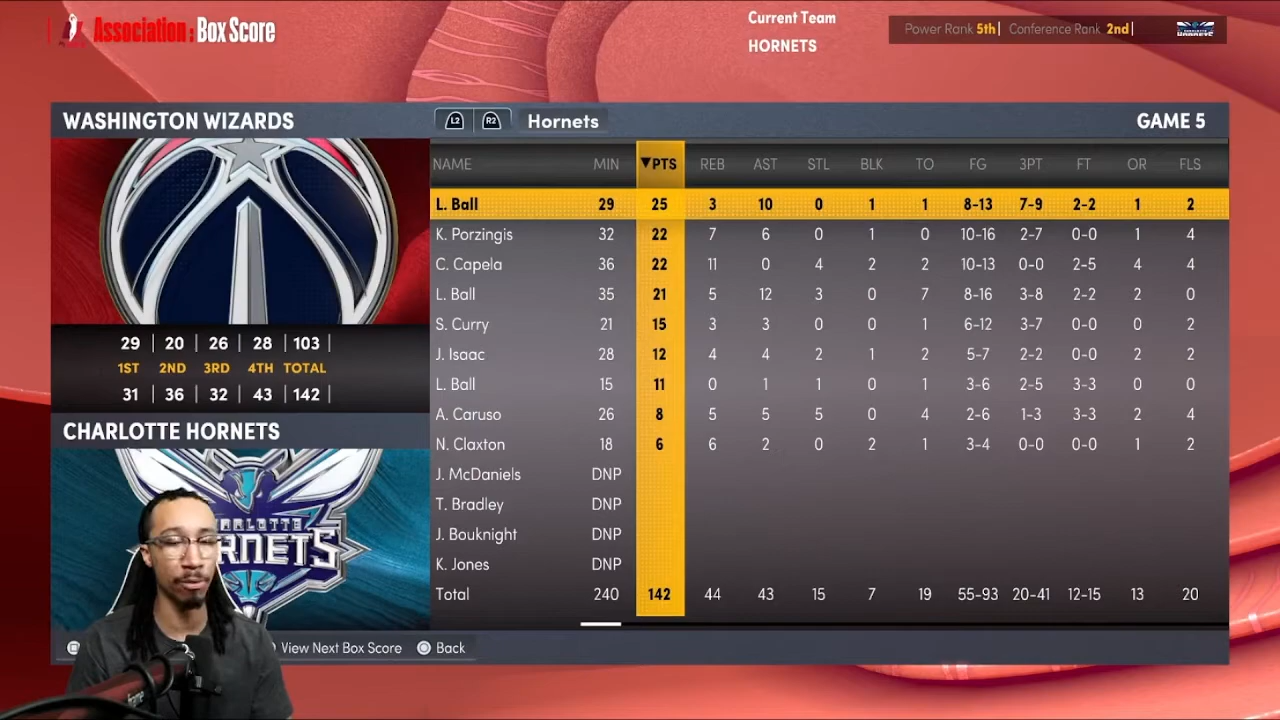 Association: Box Score
Current Team
HORNETS
Power Rank 5th| Conference Rank 2nd|
HORNETS
WASHINGTON WIZARDS
29 | 20 | 26 | 28 | 103 |
1ST 2ND 3RD 4TH TOTAL
31 | 36 | 32 | 43 | 142 |
CHARLOTTE HORNETS
L2 R2 Hornets GAME 5
NAME MIN ▼PTS REB AST STL BLK TO FG 3PT FT OR FLS
L. Ball 29 25 3 10 0 1 1 8-13 7-9 2-2 1 2
K. Porzingis 32 22 7 6 0 1 0 10-16 2-7 0-0 1 4
C. Capela 36 22 11 0 4 2 2 10-13 0-0 2-5 4 4
L. Ball 35 21 5 12 3 0 7 8-16 3-8 2-2 2 0
S. Curry 21 15 3 3 0 0 1 6-12 3-7 0-0 0 2
J. Isaac 28 12 4 4 2 1 2 5-7 2-2 0-0 2 2
L. Ball 15 11 0 1 1 0 1 3-6 2-5 3-3 0 0
A. Caruso 26 8 5 5 5 0 4 2-6 1-3 3-3 2 4
N. Claxton 18 6 6 2 0 2 1 3-4 0-0 0-0 1 2
J. McDaniels DNP
T. Bradley DNP
J. Bouknight DNP
K. Jones DNP
Total 240 142 44 43 15 7 19 55-93 20-41 12-15 13 20
View Next Box Score Back